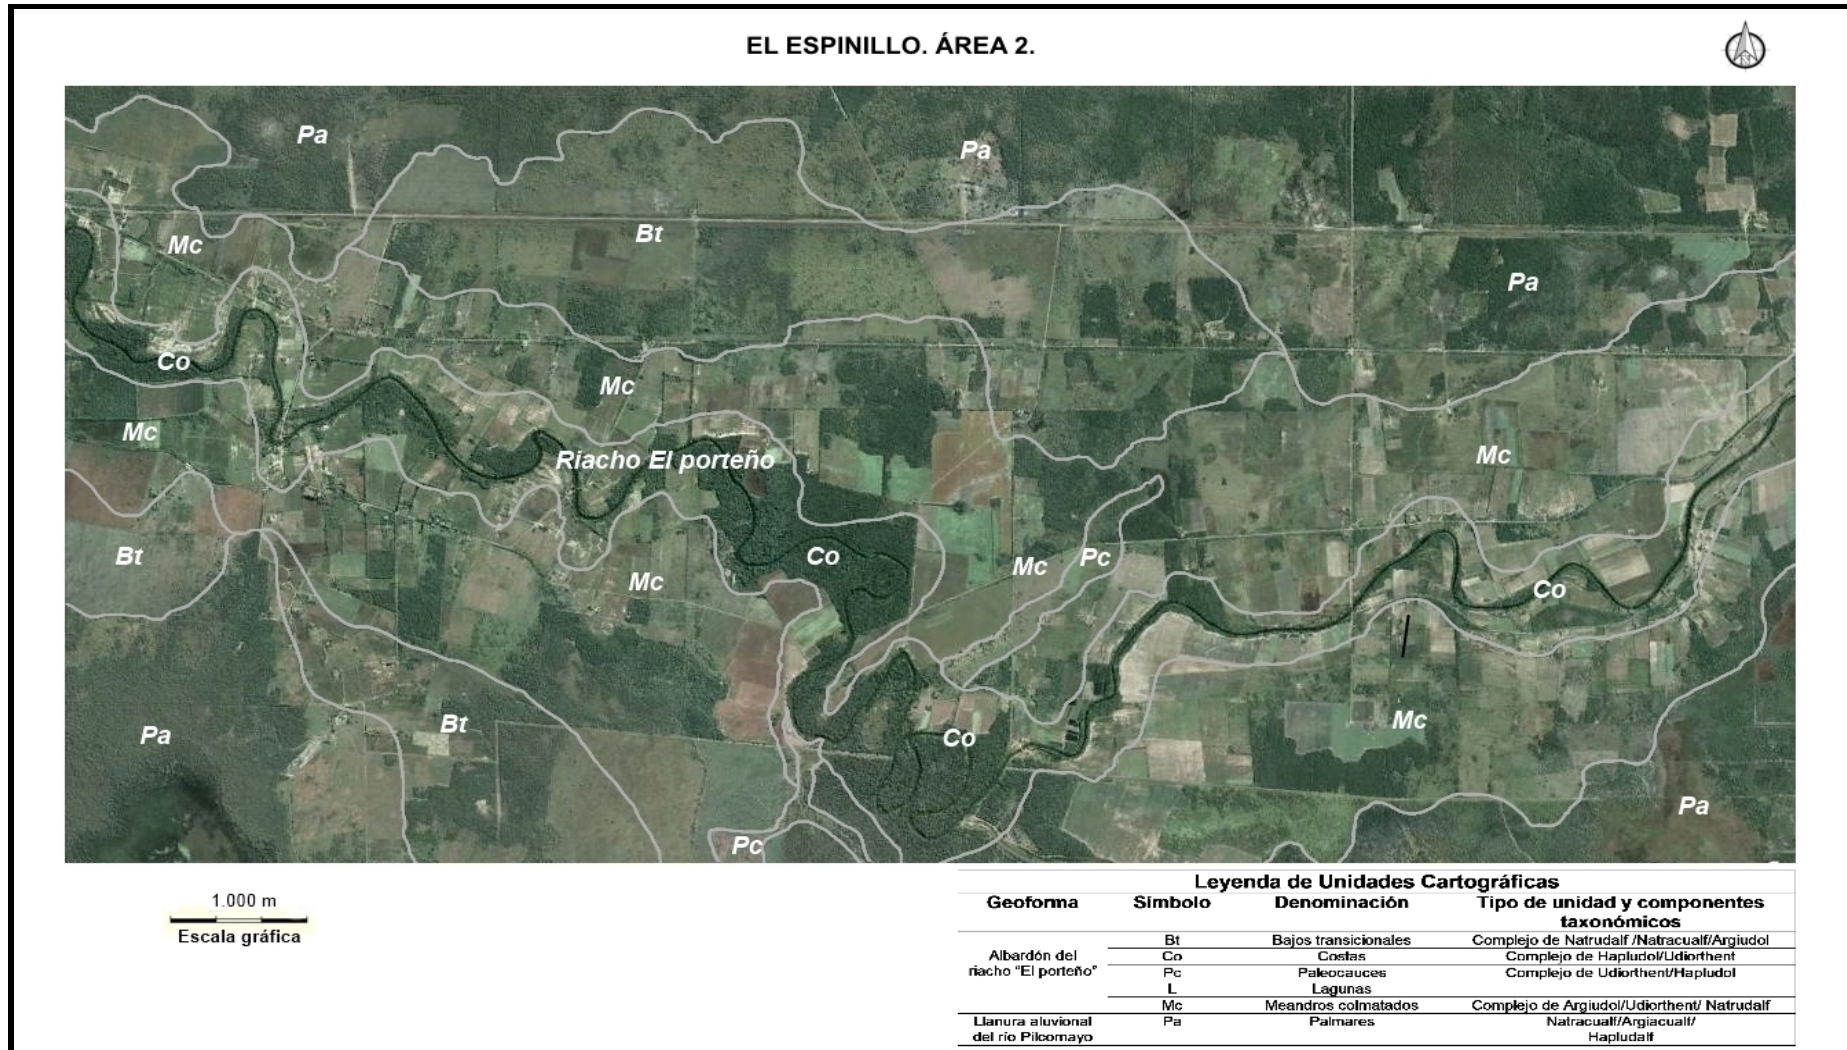 EL ESPINILLO. ÁREA 2.
N
Pa
Pa
Bt
Mc
Pa
Co
Mc
Mc
Riacho El porteño
Mc
Bt
Mc
Co
Mc
Pc
Co
Pa
Bt
Co
Mc
Pa
Pc
1.000 m
Escala gráfica
Leyenda de Unidades Cartográficas
Geoforma Símbolo Denominación Tipo de unidad y componentes taxonómicos
Albardón del riacho "El porteño"
Bt Bajos transicionales Complejo de Natrudalf /Natracualf/Argiudol
Co Costas Complejo de Hapludol/Udiorthent
Pc Paleocauces Complejo de Udiorthent/Hapludol
L Lagunas
Mc Meandros colmatados Complejo de Argiudol/Udiorthent/ Natrudalf
Llanura aluvional del río Pilcomayo
Pa Palmares Natracualf/Argiacualf/ Hapludalf